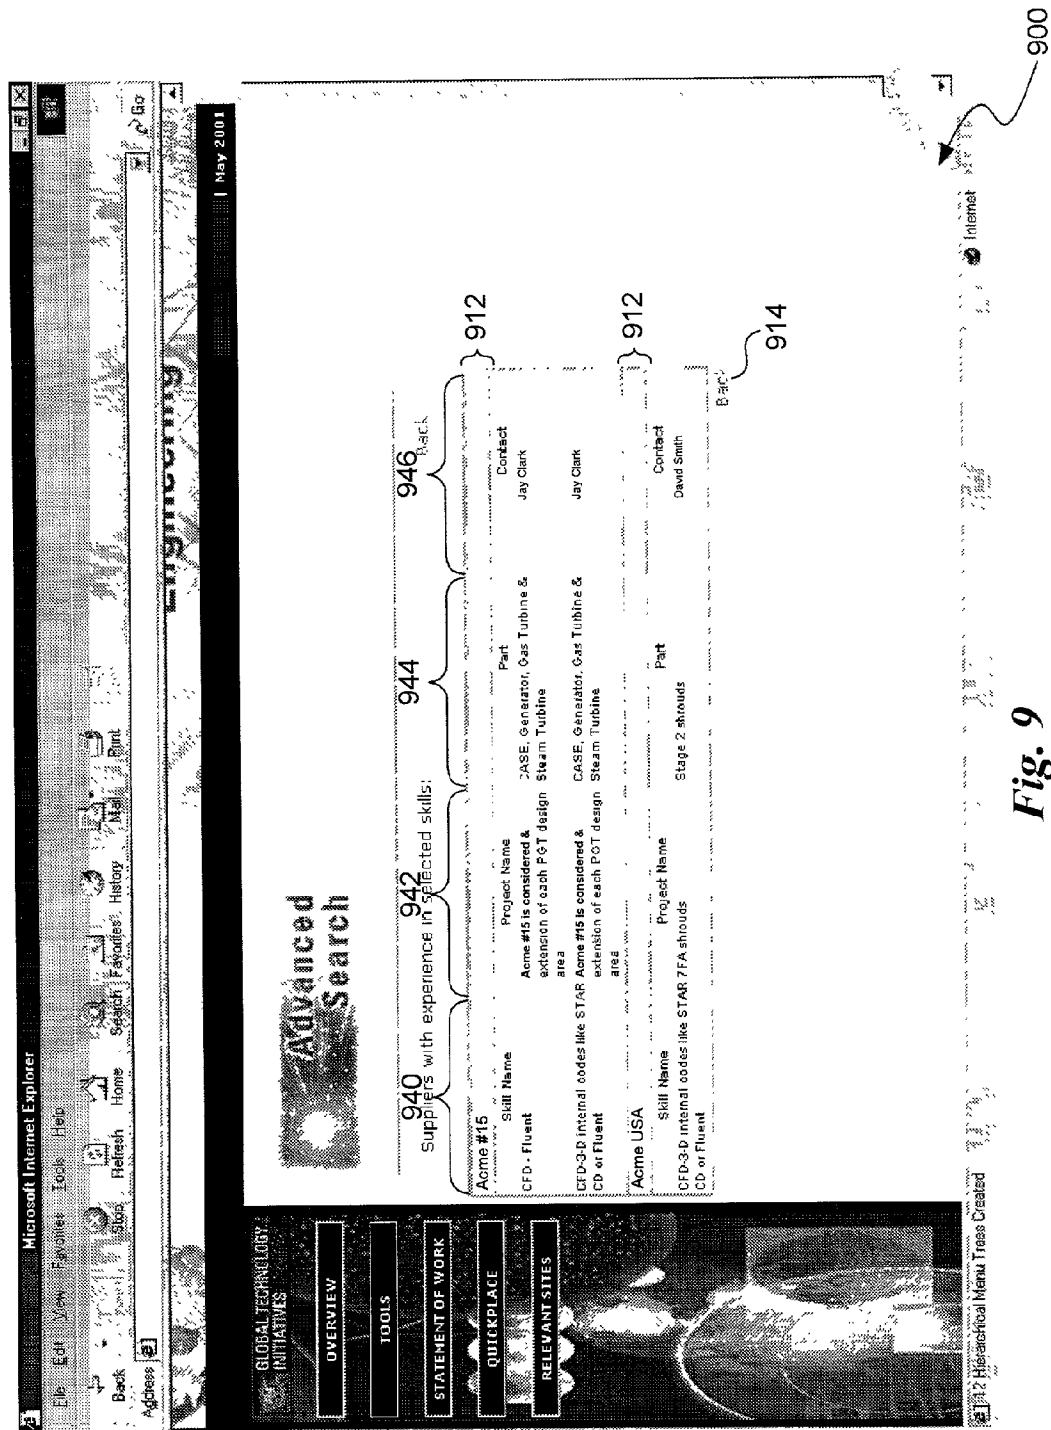 Microsoft Internet Explorer
File Edit View Favorites Tools Help
Back Stop Refresh Home Search Favorites History Mail Print
Address Go
Engineering
May 2001
GLOBAL TECHNOLOGY
INITIATIVES
OVERVIEW
TOOLS
STATEMENT OF WORK
QUICKPLACE
RELEVANT SITES
Advanced
Search
940 942 944 946
Suppliers with experience in selected skills:
Back
Acme #15
912
Skill Name Project Name Part Contact
CFD - Fluent Acme #15 is considered & CASE, Generator, Gas Turbine & Jay Clark
extension of each PGT design Steam Turbine
area
CFD-3-D internal codes like STAR Acme #15 is considered & CASE, Generator, Gas Turbine & Jay Clark
CD or Fluent extension of each PGT design Steam Turbine
area
Acme USA
912
Skill Name Project Name Part Contact
CFD-3-D internal codes like STAR 7FA shrouds Stage 2 shrouds David Smith
CD or Fluent
Back
914
12 Hierarchical Menu Trees Created Internet
900
Fig. 9